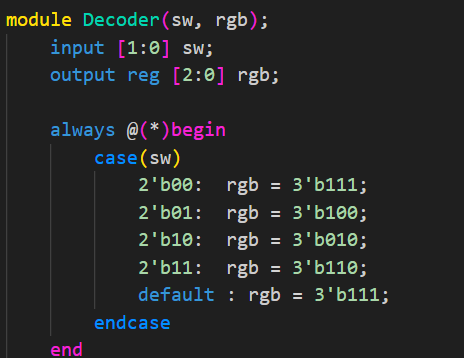 module Decoder(sw, rgb);
    input [1:0] sw;
    output reg [2:0] rgb;

    always @(*)begin
        case(sw)
            2'b00:  rgb = 3'b111;
            2'b01:  rgb = 3'b100;
            2'b10:  rgb = 3'b010;
            2'b11:  rgb = 3'b110;
            default : rgb = 3'b111;
        endcase
    end